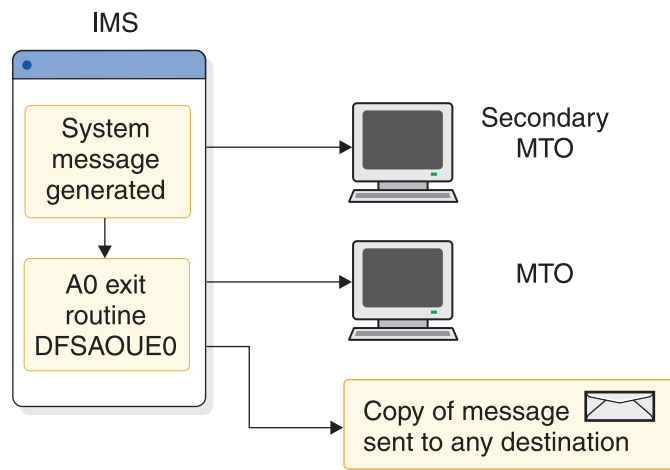 IMS
System
message
generated
A0 exit
routine
DFSAOUE0
Secondary
MTO
MTO
Copy of message
sent to any destination